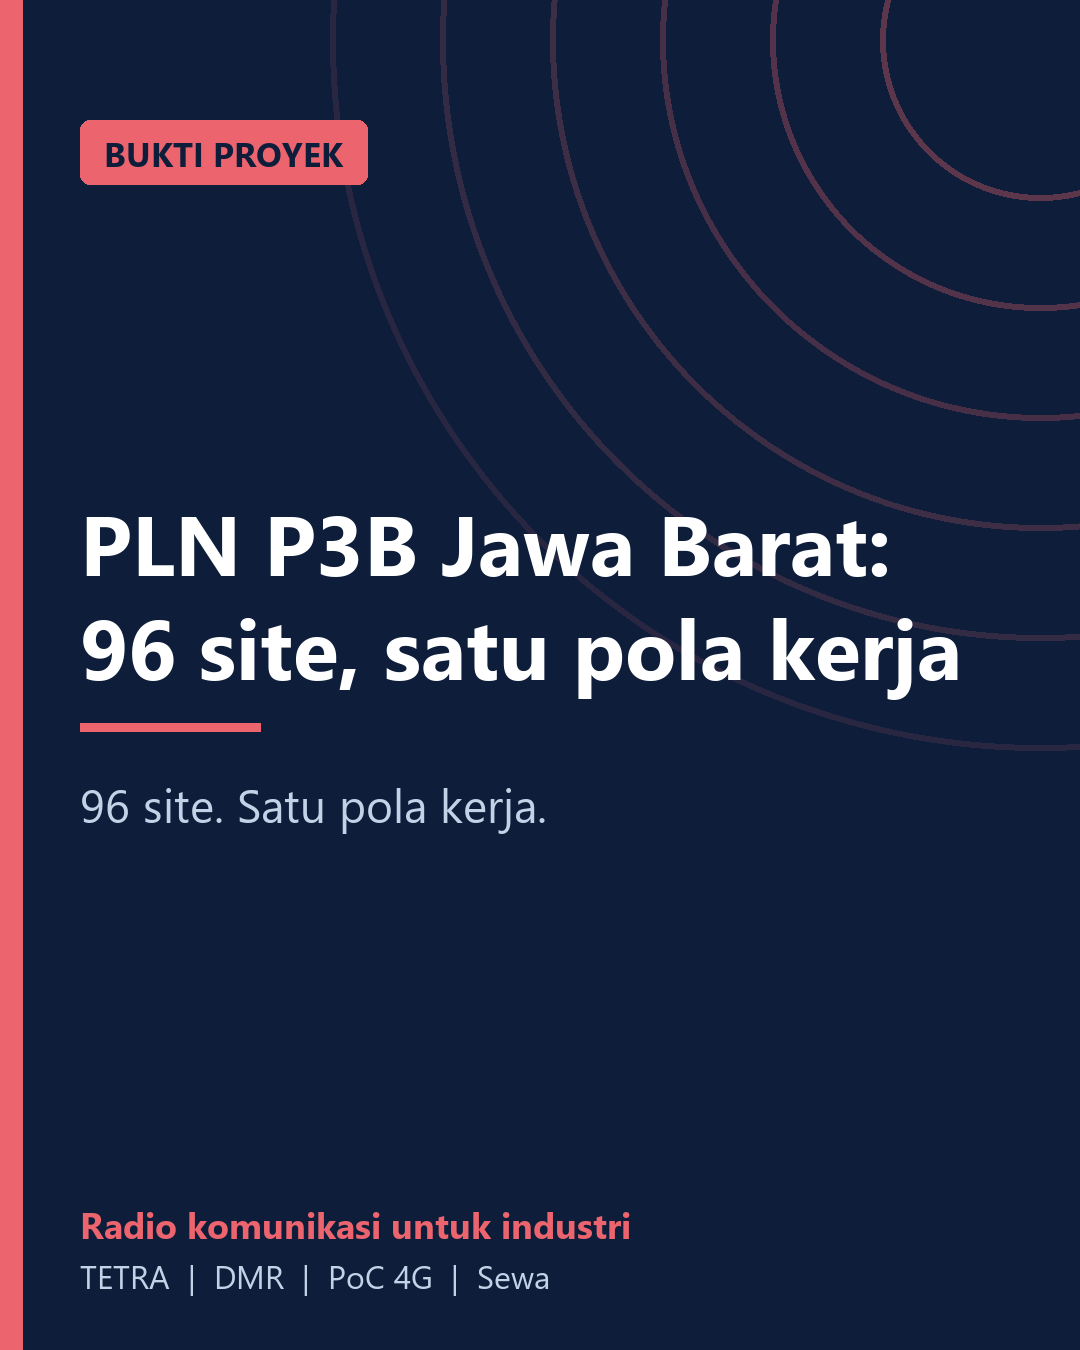 BUKTI PROYEK
PLN P3B Jawa Barat:
96 site, satu pola kerja
96 site. Satu pola kerja.
Radio komunikasi untuk industri
TETRA | DMR | PoC 4G | Sewa